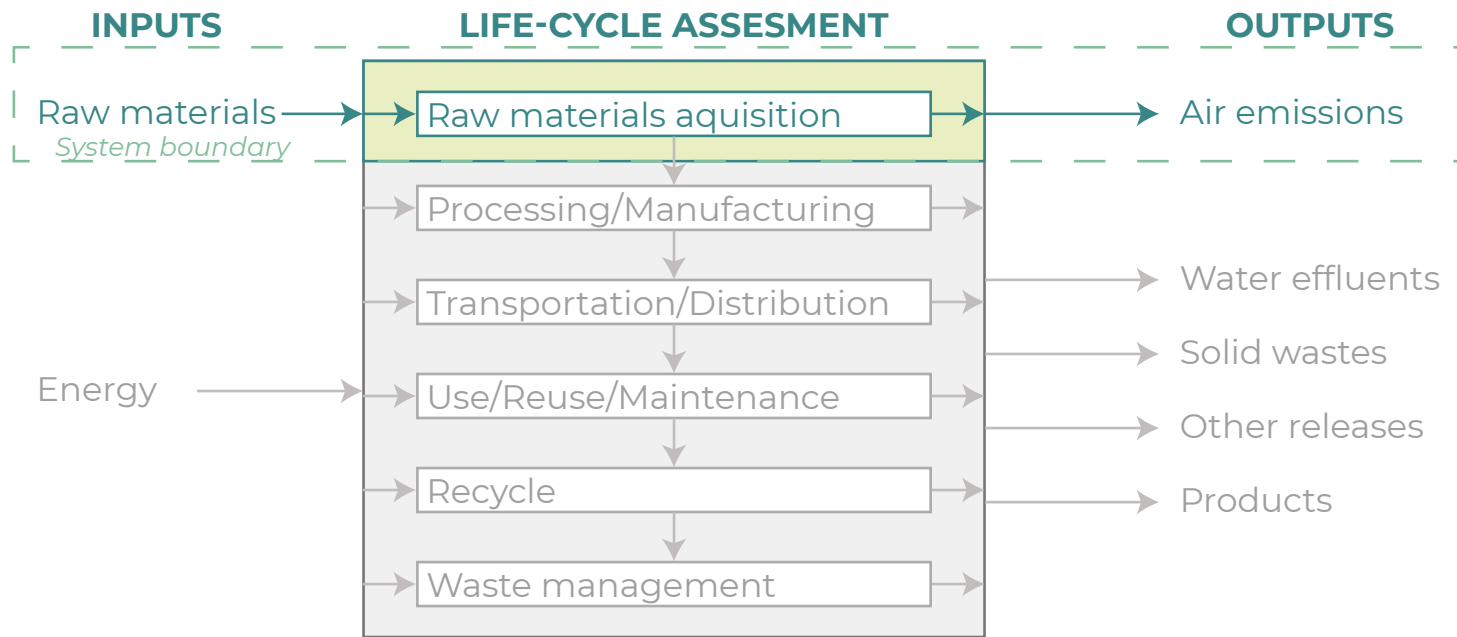 INPUTS
LIFE-CYCLE ASSESMENT
OUTPUTS
Raw materials
System boundary
Raw materials aquisition
Air emissions
Processing/Manufacturing
Transportation/Distribution
Water effluents
Solid wastes
Energy
Use/Reuse/Maintenance
Other releases
Recycle
Products
Waste management